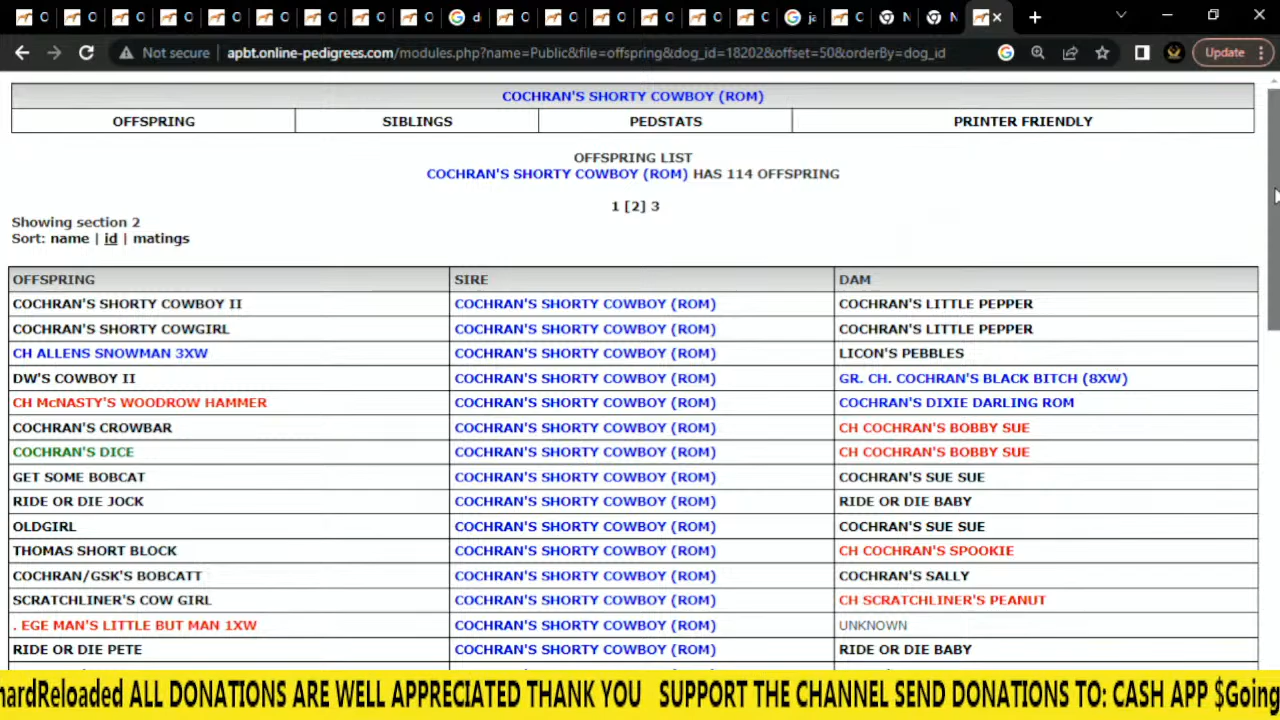 Not secure
apbt.online-pedigrees.com/modules.php?name=Public&file=offspring&dog_id=18202&offset=50&orderBy=dog_id
Update
COCHRAN'S SHORTY COWBOY (ROM)
OFFSPRING SIBLINGS PEDSTATS PRINTER FRIENDLY
OFFSPRING LIST
COCHRAN'S SHORTY COWBOY (ROM) HAS 114 OFFSPRING
1 [2] 3
Showing section 2
Sort: name | id | matings
OFFSPRING SIRE DAM
COCHRAN'S SHORTY COWBOY II COCHRAN'S SHORTY COWBOY (ROM) COCHRAN'S LITTLE PEPPER
COCHRAN'S SHORTY COWGIRL COCHRAN'S SHORTY COWBOY (ROM) COCHRAN'S LITTLE PEPPER
CH ALLENS SNOWMAN 3XW COCHRAN'S SHORTY COWBOY (ROM) LICON'S PEBBLES
DW'S COWBOY II COCHRAN'S SHORTY COWBOY (ROM) GR. CH. COCHRAN'S BLACK BITCH (8XW)
CH McNASTY'S WOODROW HAMMER COCHRAN'S SHORTY COWBOY (ROM) COCHRAN'S DIXIE DARLING ROM
COCHRAN'S CROWBAR COCHRAN'S SHORTY COWBOY (ROM) CH COCHRAN'S BOBBY SUE
COCHRAN'S DICE COCHRAN'S SHORTY COWBOY (ROM) CH COCHRAN'S BOBBY SUE
GET SOME BOBCAT COCHRAN'S SHORTY COWBOY (ROM) COCHRAN'S SUE SUE
RIDE OR DIE JOCK COCHRAN'S SHORTY COWBOY (ROM) RIDE OR DIE BABY
OLDGIRL COCHRAN'S SHORTY COWBOY (ROM) COCHRAN'S SUE SUE
THOMAS SHORT BLOCK COCHRAN'S SHORTY COWBOY (ROM) CH COCHRAN'S SPOOKIE
COCHRAN/GSK'S BOBCATT COCHRAN'S SHORTY COWBOY (ROM) COCHRAN'S SALLY
SCRATCHLINER'S COW GIRL COCHRAN'S SHORTY COWBOY (ROM) CH SCRATCHLINER'S PEANUT
. EGE MAN'S LITTLE BUT MAN 1XW COCHRAN'S SHORTY COWBOY (ROM) UNKNOWN
RIDE OR DIE PETE COCHRAN'S SHORTY COWBOY (ROM) RIDE OR DIE BABY
hardReloaded ALL DONATIONS ARE WELL APPRECIATED THANK YOU SUPPORT THE CHANNEL SEND DONATIONS TO: CASH APP $Going